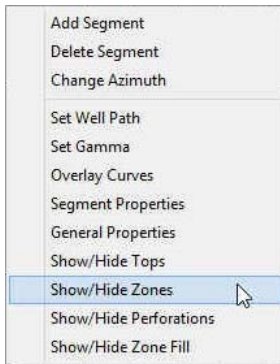 Add Segment
Delete Segment
Change Azimuth
Set Well Path
Set Gamma
Overlay Curves
Segment Properties
General Properties
Show/Hide Tops
Show/Hide Zones
Show/Hide Perforations
Show/Hide Zone Fill